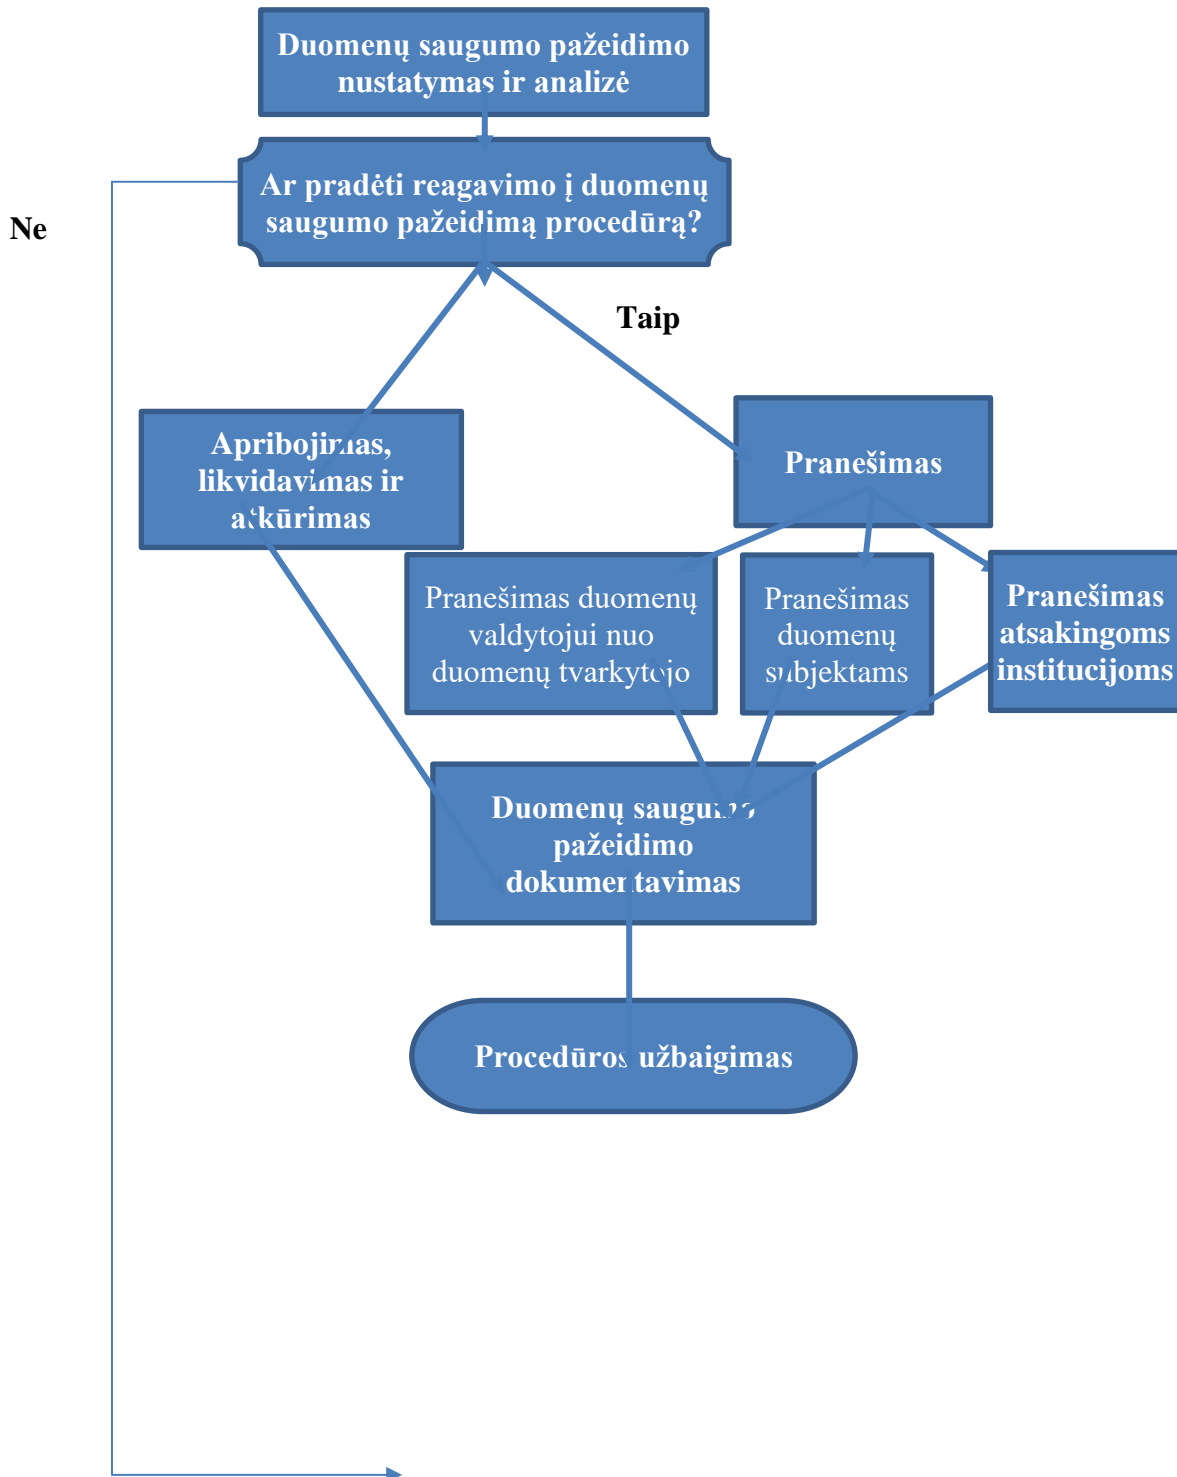 Duomenų saugumo pažeidimo
nustatymas ir analizė
Ar pradėti reagavimo į duomenų
saugumo pažeidimą procedūrą?
Ne
Taip
Apribojimas,
likvidavimas ir
atkūrimas
Pranešimas
Pranešimas duomenų
valdytojui nuo
duomenų tvarkytojo
Pranešimas
duomenų
subjektams
Pranešimas
atsakingoms
institucijoms
Duomenų saugumo
pažeidimo
dokumentavimas
Procedūros užbaigimas